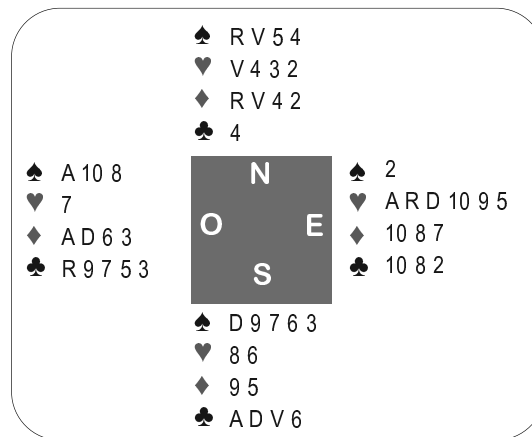 ♠ R V 5 4
♥ V 4 3 2
♦ R V 4 2
♣ 4
♠ A 10 8
♥ 7
♦ A D 6 3
♣ R 9 7 5 3
N
O E
S
♠ 2
♥ A R D 10 9 5
♦ 10 8 7
♣ 10 8 2
♠ D 9 7 6 3
♥ 8 6
♦ 9 5
♣ A D V 6